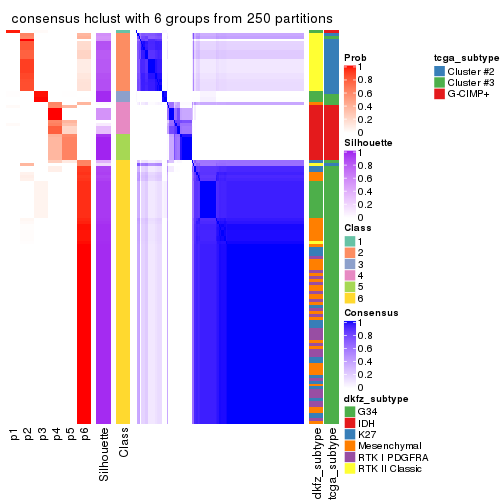 consensus hclust with 6 groups from 250 partitions
p1
p2
p3
p4
p5
p6
Silhouette
Class
dkfz_subtype
tcga_subtype
Prob
1
0.8
0.6
0.4
0.2
0
Silhouette
1
0.8
0.6
0.4
0.2
0
Class
1
2
3
4
5
6
Consensus
1
0.8
0.6
0.4
0.2
0
dkfz_subtype
G34
IDH
K27
Mesenchymal
RTK I PDGFRA
RTK II Classic
tcga_subtype
Cluster #2
Cluster #3
G-CIMP+